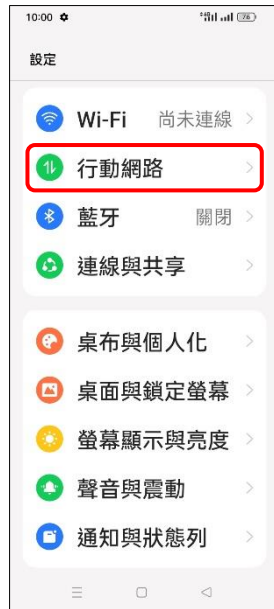 10:00
76
設定
Wi-Fi 尚未連線
行動網路
藍牙 關閉
連線與共享
桌布與個人化
桌面與鎖定螢幕
螢幕顯示與亮度
聲音與震動
通知與狀態列